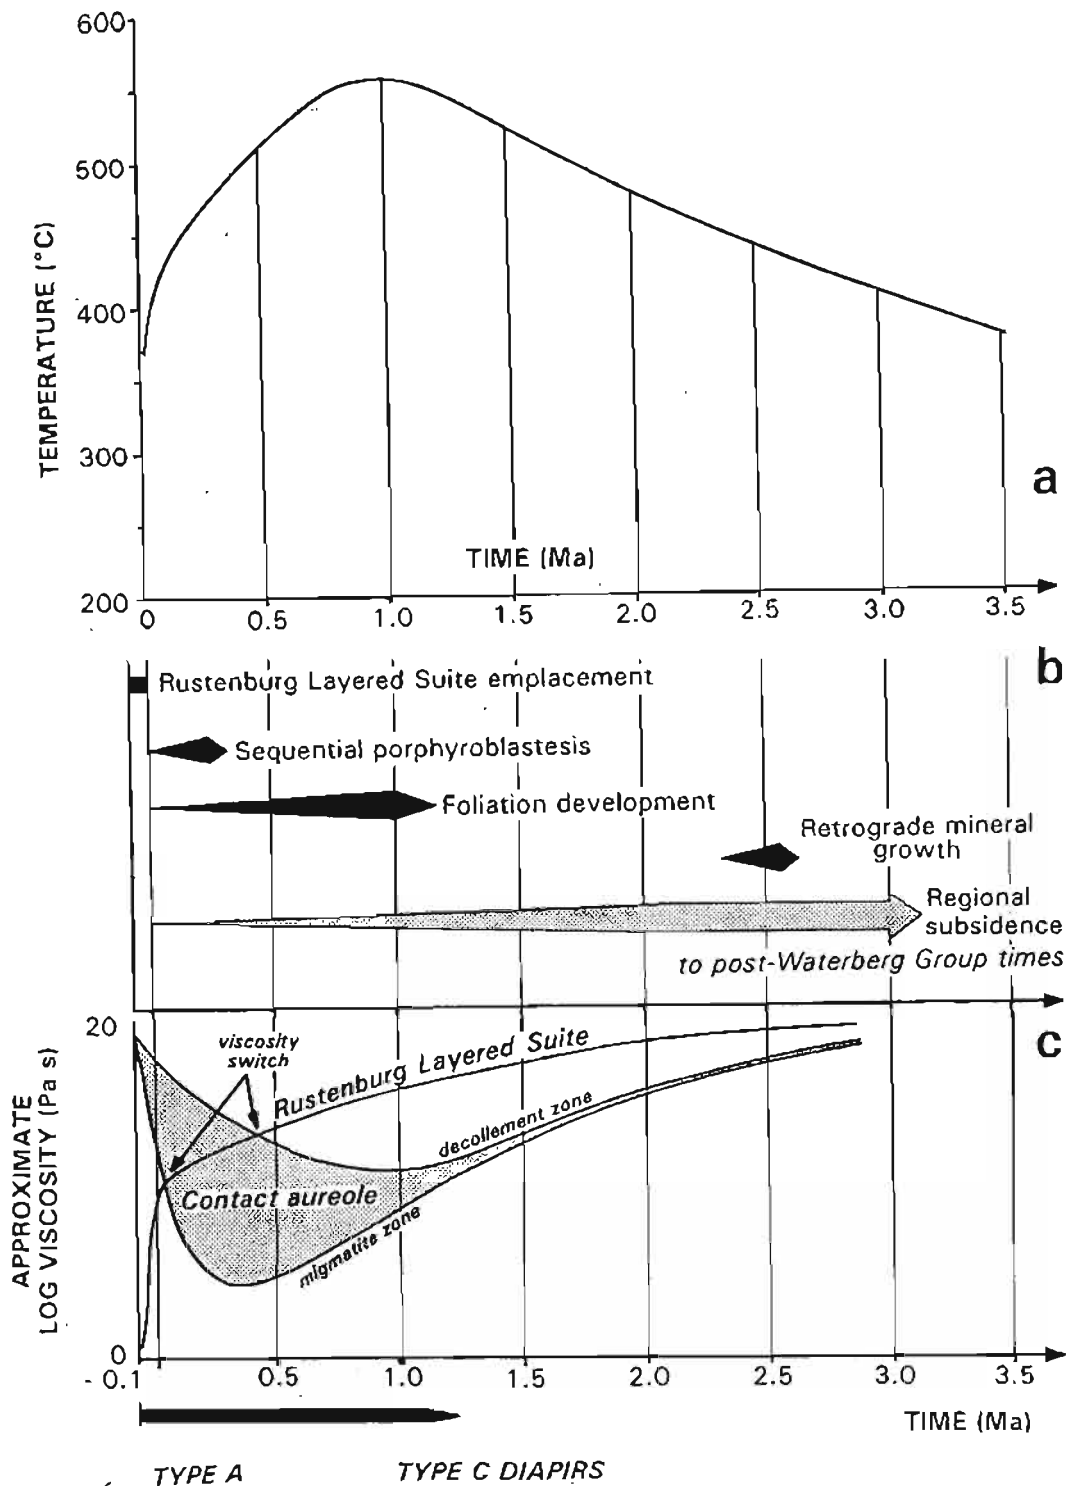 600
500
400
300
200
TEMPERATURE (°C)
a
TIME (Ma)
0 0.5 1.0 1.5 2.0 2.5 3.0 3.5
b
Rustenburg Layered Suite emplacement
Sequential porphyroblastesis
Foliation development
Retrograde mineral
growth
Regional
subsidence
to post-Waterberg Group times
c
20
0
APPROXIMATE
LOG VISCOSITY (Pa s)
viscosity
switch
Rustenburg Layered Suite
decollement zone
Contact aureole
migmatite zone
-0.1 0.5 1.0 1.5 2.0 2.5 3.0 3.5
TIME (Ma)
TYPE A TYPE C DIAPIRS